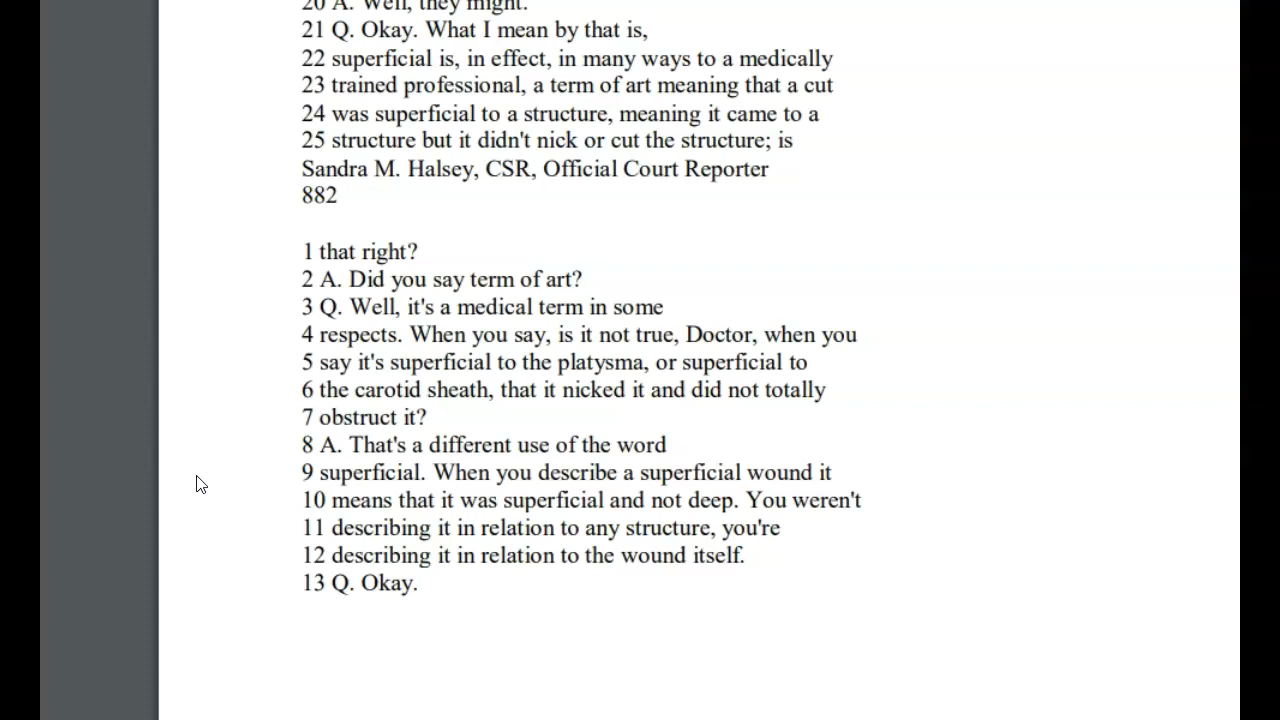 20 A. Well, they might.
21 Q. Okay. What I mean by that is,
22 superficial is, in effect, in many ways to a medically
23 trained professional, a term of art meaning that a cut
24 was superficial to a structure, meaning it came to a
25 structure but it didn't nick or cut the structure; is
Sandra M. Halsey, CSR, Official Court Reporter
882
1 that right?
2 A. Did you say term of art?
3 Q. Well, it's a medical term in some
4 respects. When you say, is it not true, Doctor, when you
5 say it's superficial to the platysma, or superficial to
6 the carotid sheath, that it nicked it and did not totally
7 obstruct it?
8 A. That's a different use of the word
9 superficial. When you describe a superficial wound it
10 means that it was superficial and not deep. You weren't
11 describing it in relation to any structure, you're
12 describing it in relation to the wound itself.
13 Q. Okay.